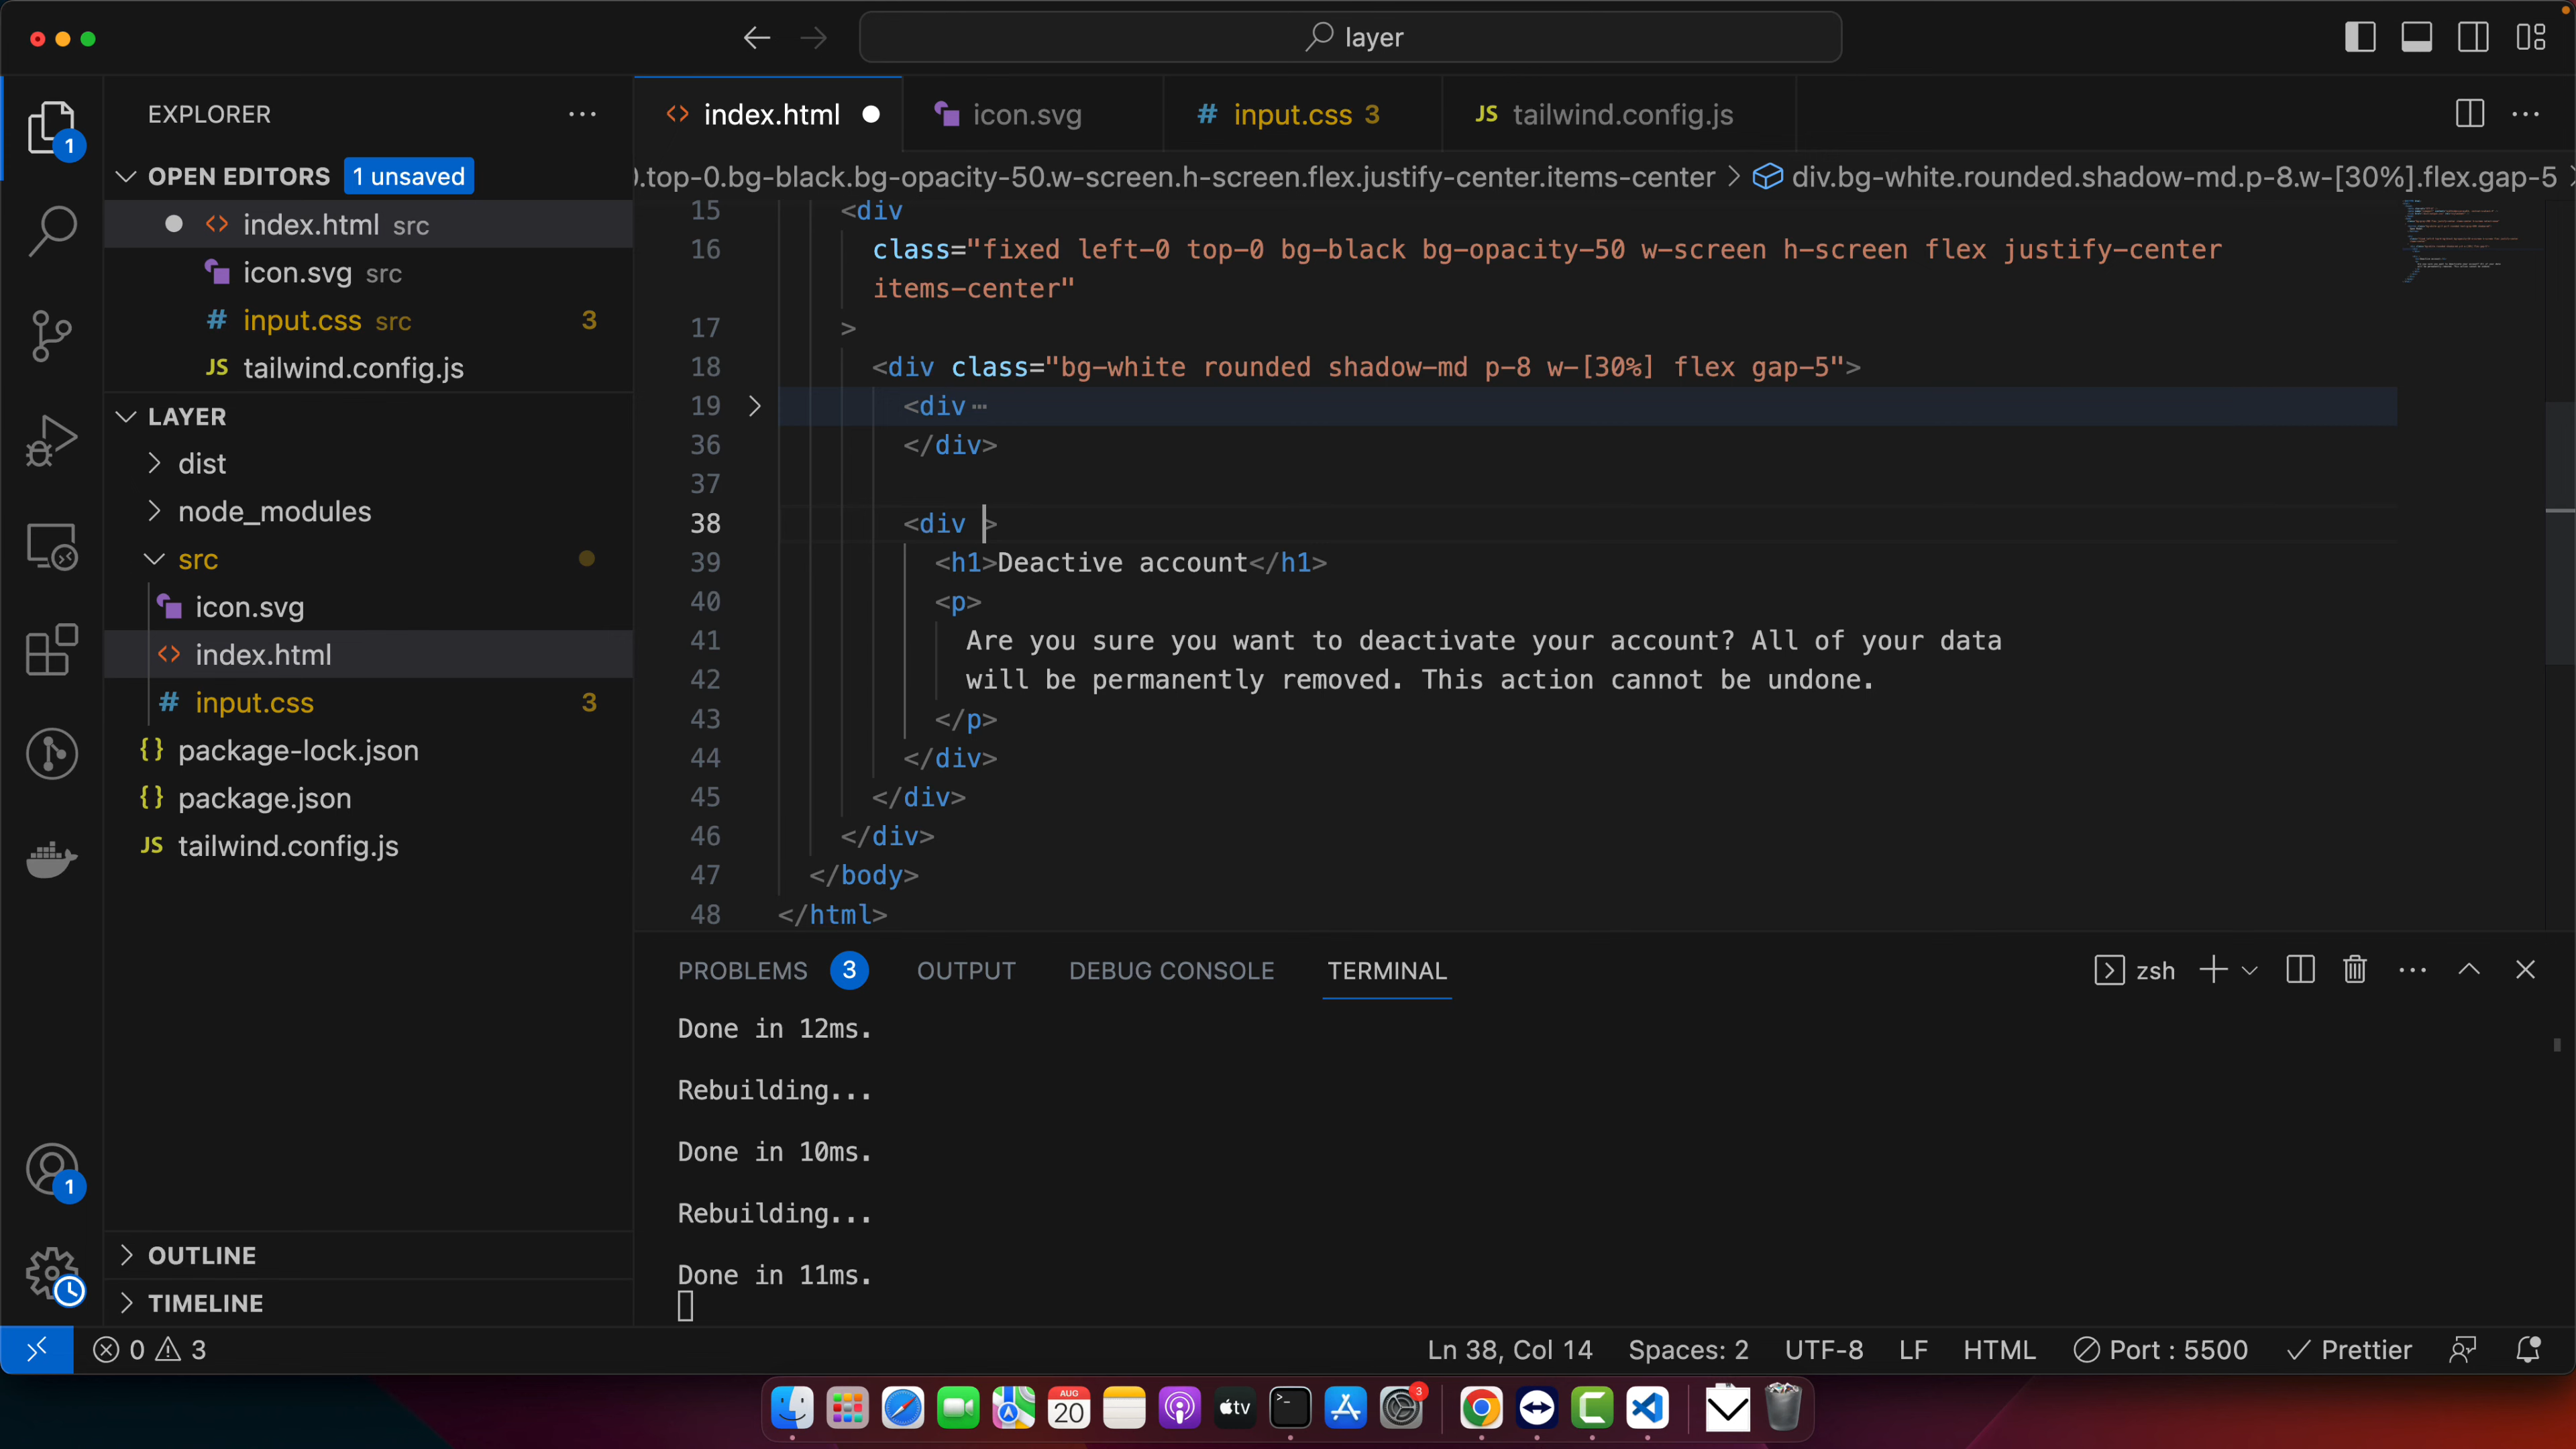 layer
EXPLORER
OPEN EDITORS 1 unsaved
index.html src
icon.svg src
# input.css src 3
JS tailwind.config.js
LAYER
dist
node_modules
src
icon.svg
index.html
# input.css 3
{} package-lock.json
{} package.json
JS tailwind.config.js
OUTLINE
TIMELINE
1
1
<> index.html
icon.svg
# input.css 3
JS tailwind.config.js
).top-0.bg-black.bg-opacity-50.w-screen.h-screen.flex.justify-center.items-center > div.bg-white.rounded.shadow-md.p-8.w-[30%].flex.gap-5
15 <div
16 class="fixed left-0 top-0 bg-black bg-opacity-50 w-screen h-screen flex justify-center
items-center"
17 >
18 <div class="bg-white rounded shadow-md p-8 w-[30%] flex gap-5">
19 <div⋯
36 </div>
37
38 <div >
39 <h1>Deactive account</h1>
40 <p>
41 Are you sure you want to deactivate your account? All of your data
42 will be permanently removed. This action cannot be undone.
43 </p>
44 </div>
45 </div>
46 </div>
47 </body>
48 </html>
PROBLEMS 3 OUTPUT DEBUG CONSOLE TERMINAL
zsh
Done in 12ms.
Rebuilding...
Done in 10ms.
Rebuilding...
Done in 11ms.
0 3
Ln 38, Col 14 Spaces: 2 UTF-8 LF HTML Port : 5500 Prettier
AUG
20
tv
3